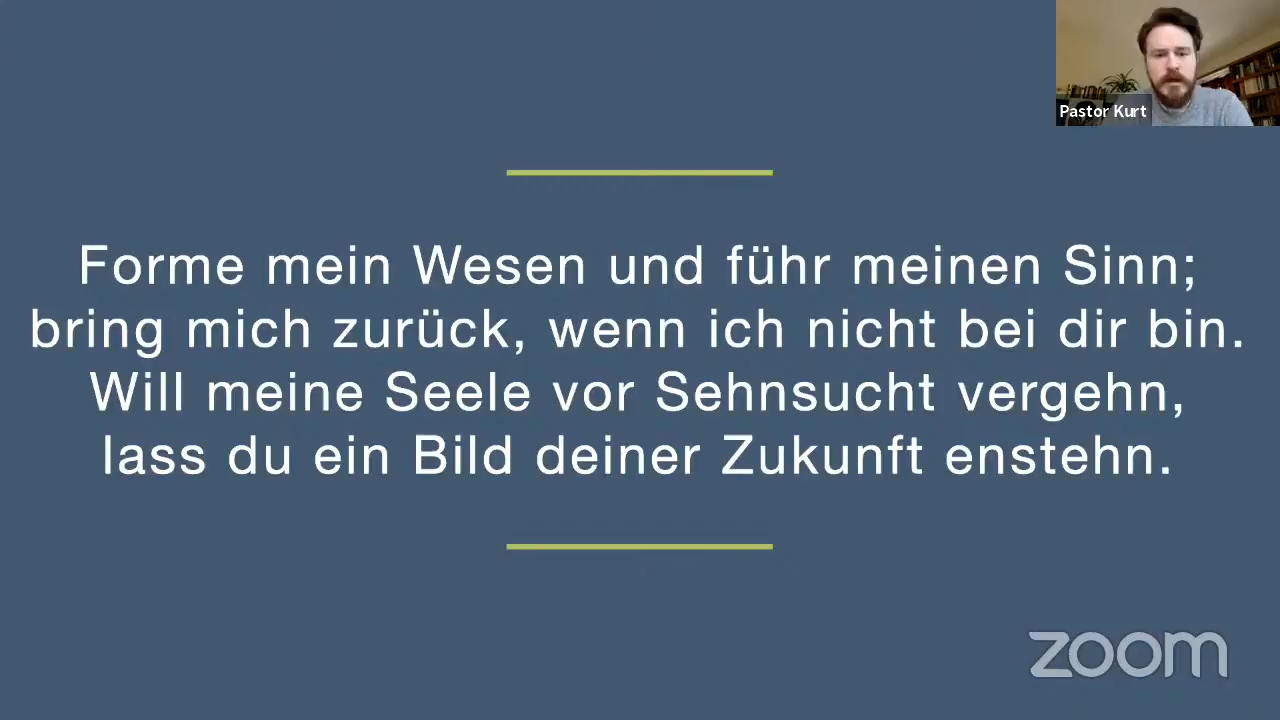 Pastor Kurt
Forme mein Wesen und führ meinen Sinn;
bring mich zurück, wenn ich nicht bei dir bin.
Will meine Seele vor Sehnsucht vergehn,
lass du ein Bild deiner Zukunft enstehn.
zoom